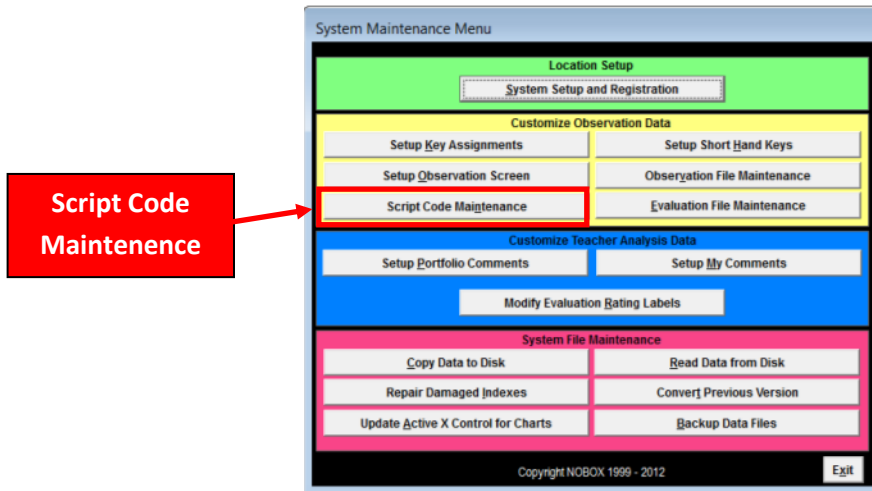 System Maintenance Menu
Location Setup
System Setup and Registration
Customize Observation Data
Setup Key Assignments
Setup Short Hand Keys
Setup Observation Screen
Observation File Maintenance
Script Code Maintenance
Evaluation File Maintenance
Script Code
Maintenence
Customize Teacher Analysis Data
Setup Portfolio Comments
Setup My Comments
Modify Evaluation Rating Labels
System File Maintenance
Copy Data to Disk
Read Data from Disk
Repair Damaged Indexes
Convert Previous Version
Update Active X Control for Charts
Backup Data Files
Copyright NOBOX 1999 - 2012
Exit